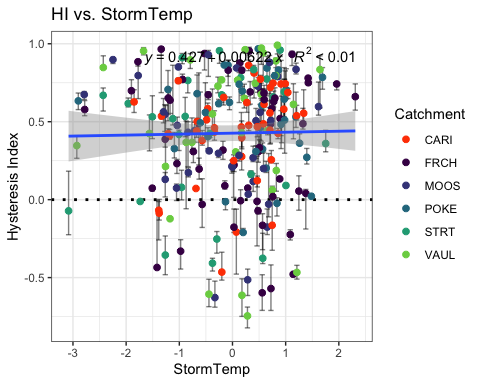 HI vs. StormTemp
y = 0.427 + 0.00622 x  R² < 0.01
1.0
0.5
0.0
-0.5
Hysteresis Index
-3 -2 -1 0 1 2
StormTemp
Catchment
CARI
FRCH
MOOS
POKE
STRT
VAUL